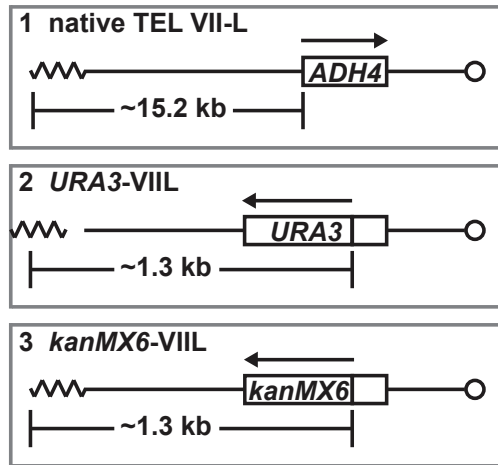 1 native TEL VII-L
ADH4
~15.2 kb
2 URA3-VIIL
URA3
~1.3 kb
3 kanMX6-VIIL
kanMX6
~1.3 kb